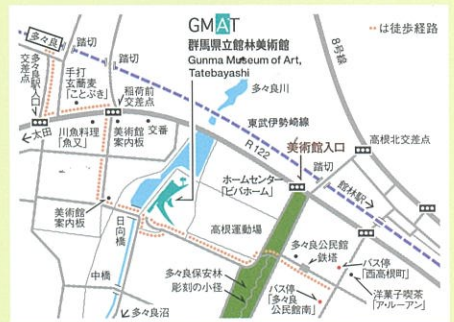 GMAT
群馬県立館林美術館
Gunma Museum of Art,
Tatebayashi
は徒歩経路
多々良
踏切
踏切
多々良駅入口
交差点
手打
玄蕎麦
「ことぶき」
稲荷前
交差点
太田
川魚料理
「魚又」
美術館
案内板
交番
多々良川
東武伊勢崎線
8号線
R122
美術館入口
踏切
高根北交差点
館林駅
ホームセンター
「ビバホーム」
美術館
案内板
日向橋
高根運動場
多々良公民館
鉄塔
バス停
「西高根町」
中橋
多々良保安林
彫刻の小径
バス停
「多々良
公民館南」
洋菓子喫茶
「ア・ルーアン」
多々良沼